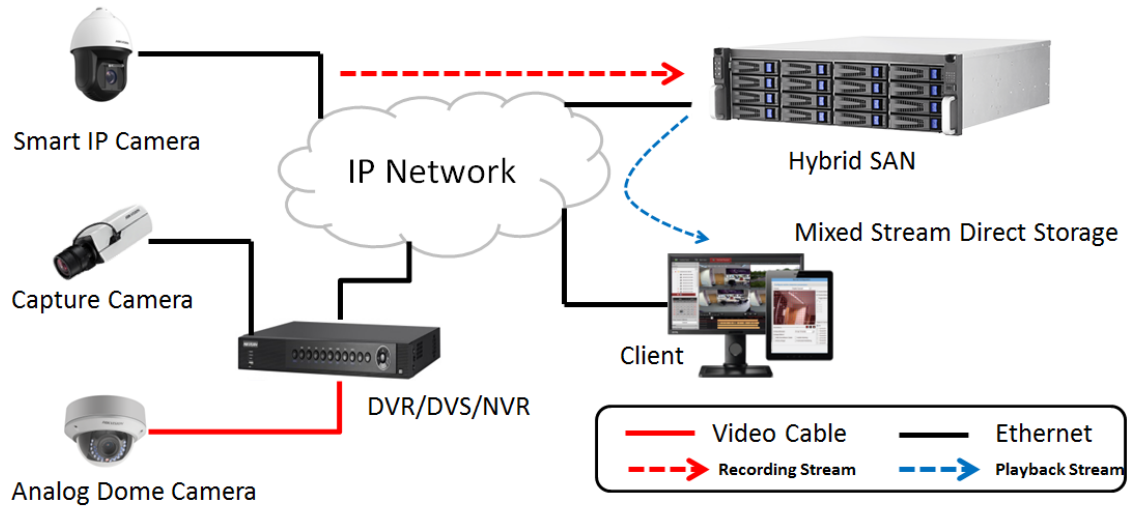 Smart IP Camera
IP Network
Hybrid SAN
Mixed Stream Direct Storage
Capture Camera
Client
DVR/DVS/NVR
Analog Dome Camera
Video Cable
Ethernet
Recording Stream
Playback Stream